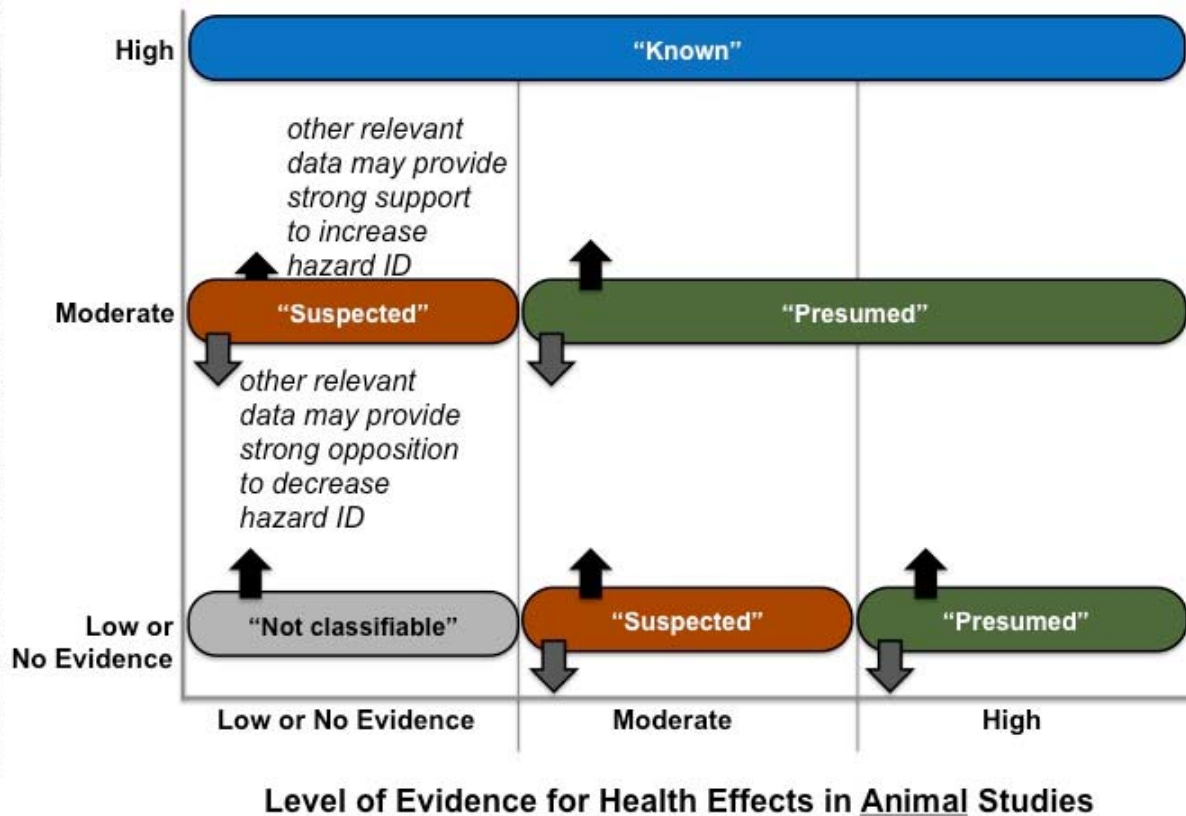 High
“Known”
other relevant
data may provide
strong support
to increase
hazard ID
Moderate
“Suspected”
“Presumed”
other relevant
data may provide
strong opposition
to decrease
hazard ID
Low or
No Evidence
“Not classifiable”
“Suspected”
“Presumed”
Low or No Evidence
Moderate
High
Level of Evidence for Health Effects in Animal Studies